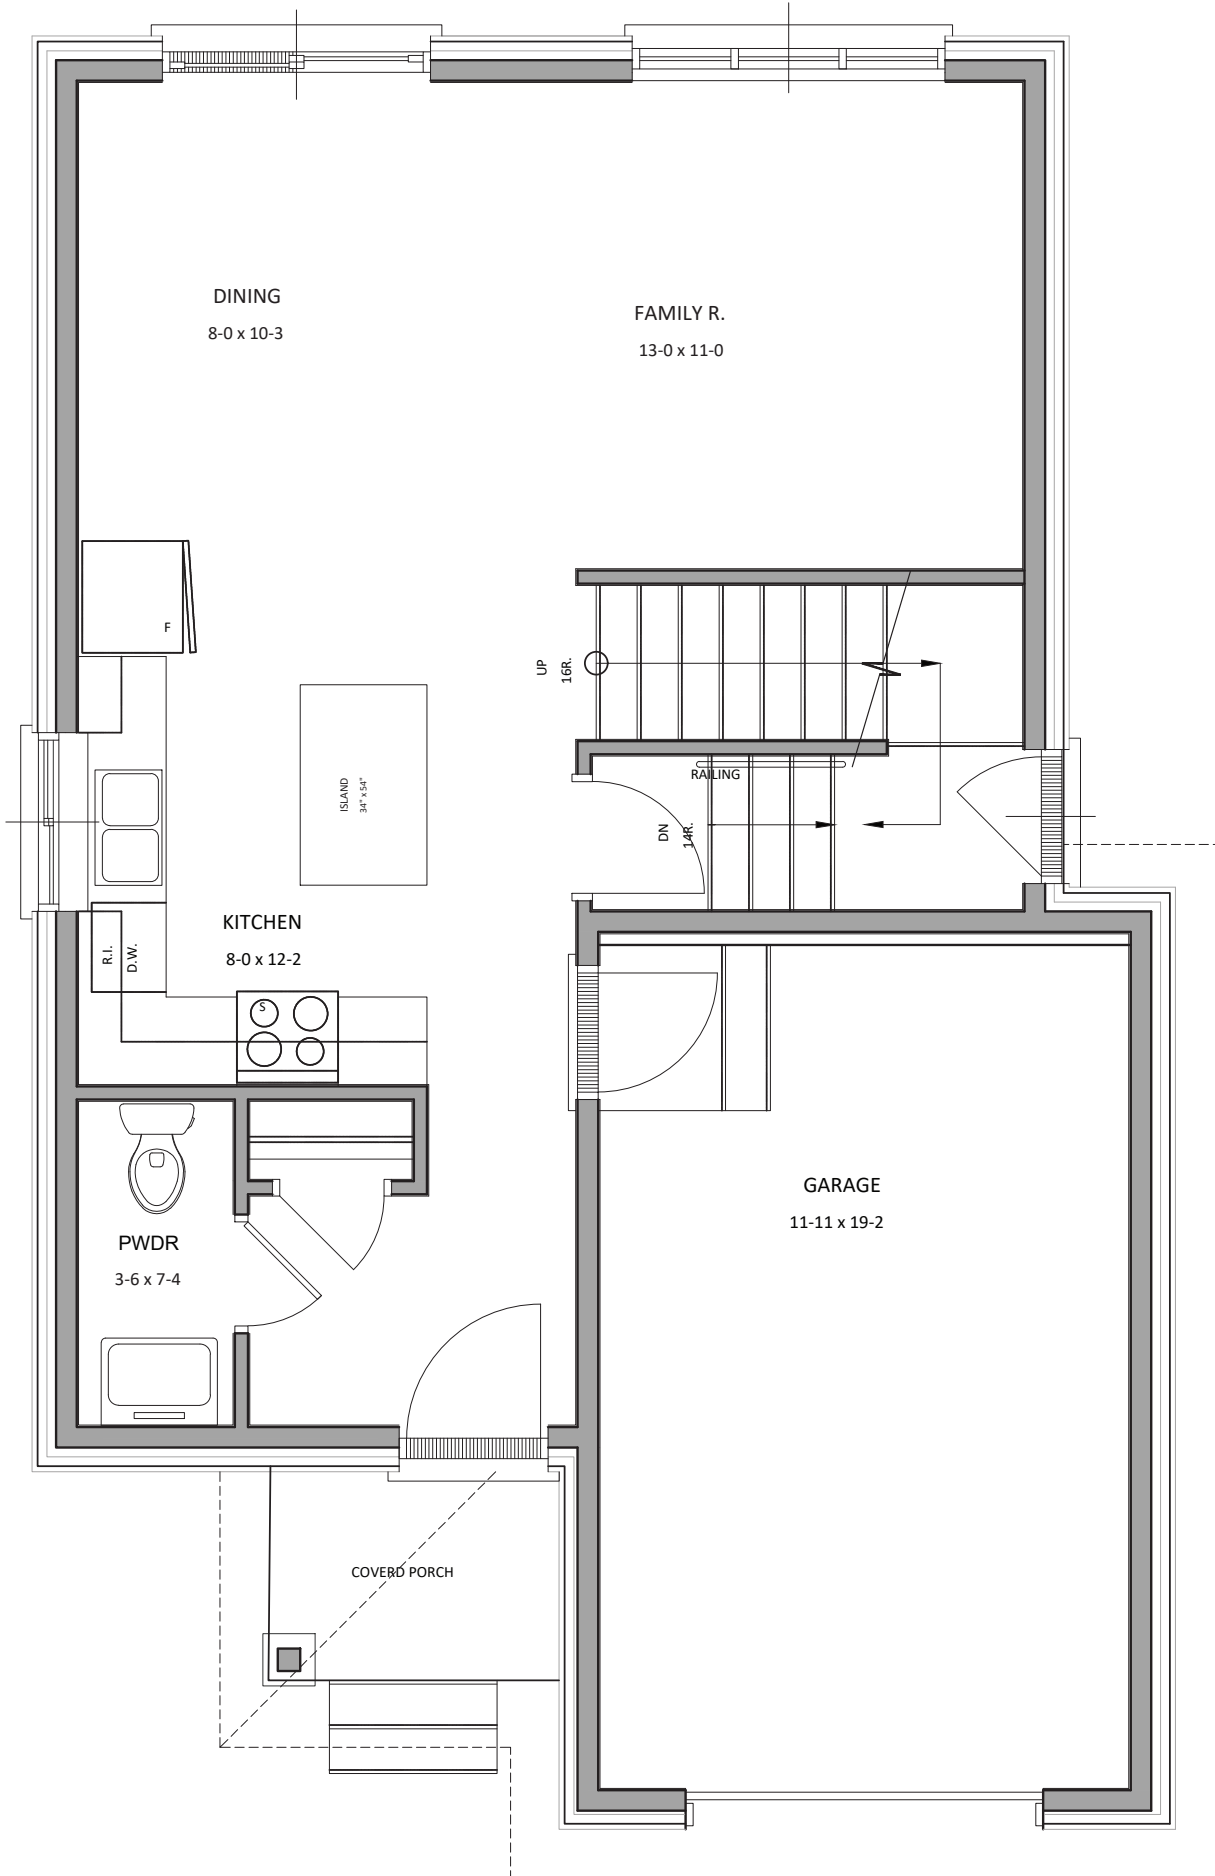 DINING
8-0 x 10-3
FAMILY R.
13-0 x 11-0
F
UP
16R.
RAILING
ISLAND
34" x 54"
DN
14R.
KITCHEN
8-0 x 12-2
R.I.
D.W.
S
GARAGE
11-11 x 19-2
PWDR
3-6 x 7-4
COVERD PORCH